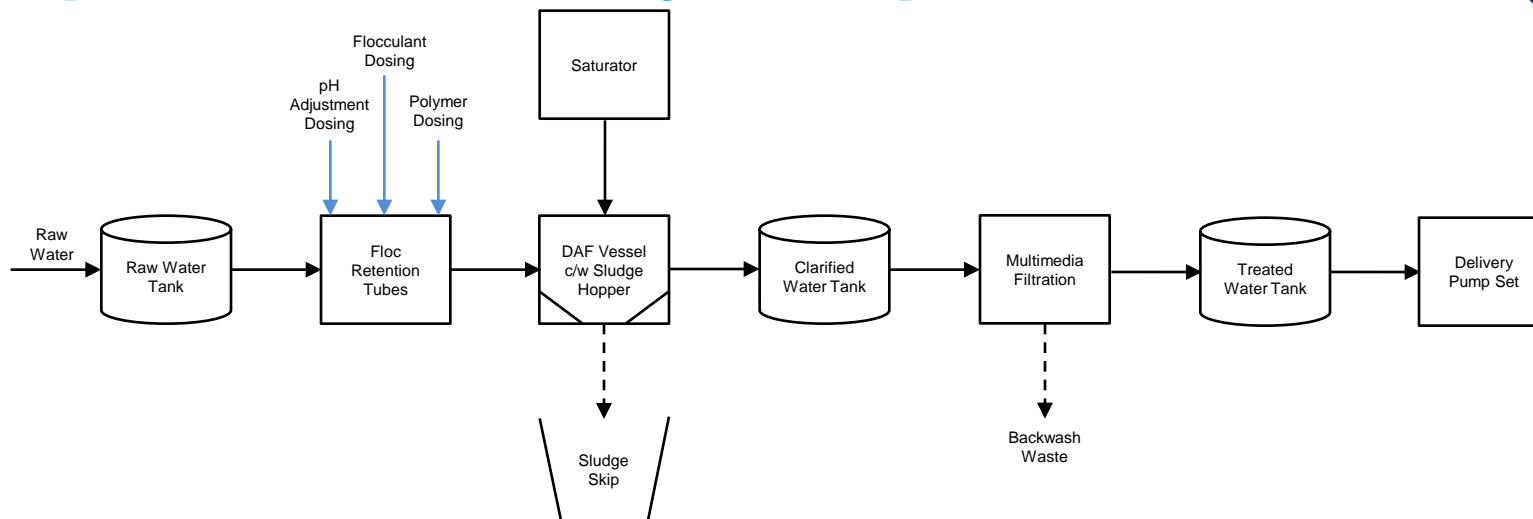 Flocculant
Dosing
pH
Adjustment
Dosing
Polymer
Dosing
Saturator
Raw
Water
Raw Water
Tank
Floc
Retention
Tubes
DAF Vessel
c/w Sludge
Hopper
Clarified
Water Tank
Multimedia
Filtration
Treated
Water Tank
Delivery
Pump Set
Sludge
Skip
Backwash
Waste